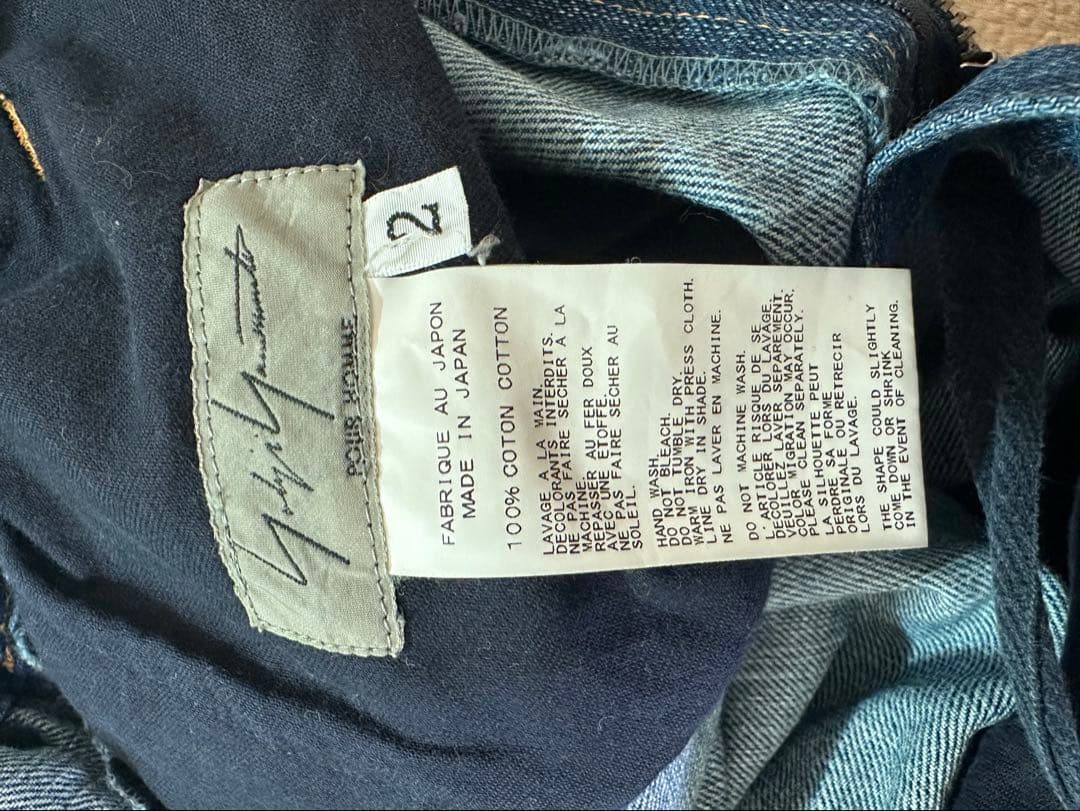 Yohji Yamamoto
POUR HOMME
2
FABRIQUE AU JAPON
MADE IN JAPAN
100% COTON COTTON
LAVAGE A LA MAIN.
DECOLORANTS INTERDITS.
NE PAS FAIRE SECHER À LA
MACHINE.
REPASSER AU FER DOUX
AVEC UNE ETOFFE.
NE PAS FAIRE SECHER AU
SOLEIL.
HAND WASH.
DO NOT BLEACH.
DO NOT TUMBLE DRY.
WARM IRON WITH PRESS CLOTH.
LINE DRY IN SHADE.
NE PAS LAVER EN MACHINE.
DO NOT MACHINE WASH.
L'ARTICLE RISQUE DE SE
DECOLORER LORS DU LAVAGE.
VEUILLEZ LAVER SEPAREMENT.
COLOR MIGRATION MAY OCCUR.
PLEASE CLEAN SEPARATELY.
LA SILHOUETTE PEUT
PERDRE SA FORME
ORIGINALE OU RETRECIR
LORS DU LAVAGE.
THE SHAPE COULD SLIGHTLY
COME DOWN OR SHRINK
IN THE EVENT OF CLEANING.